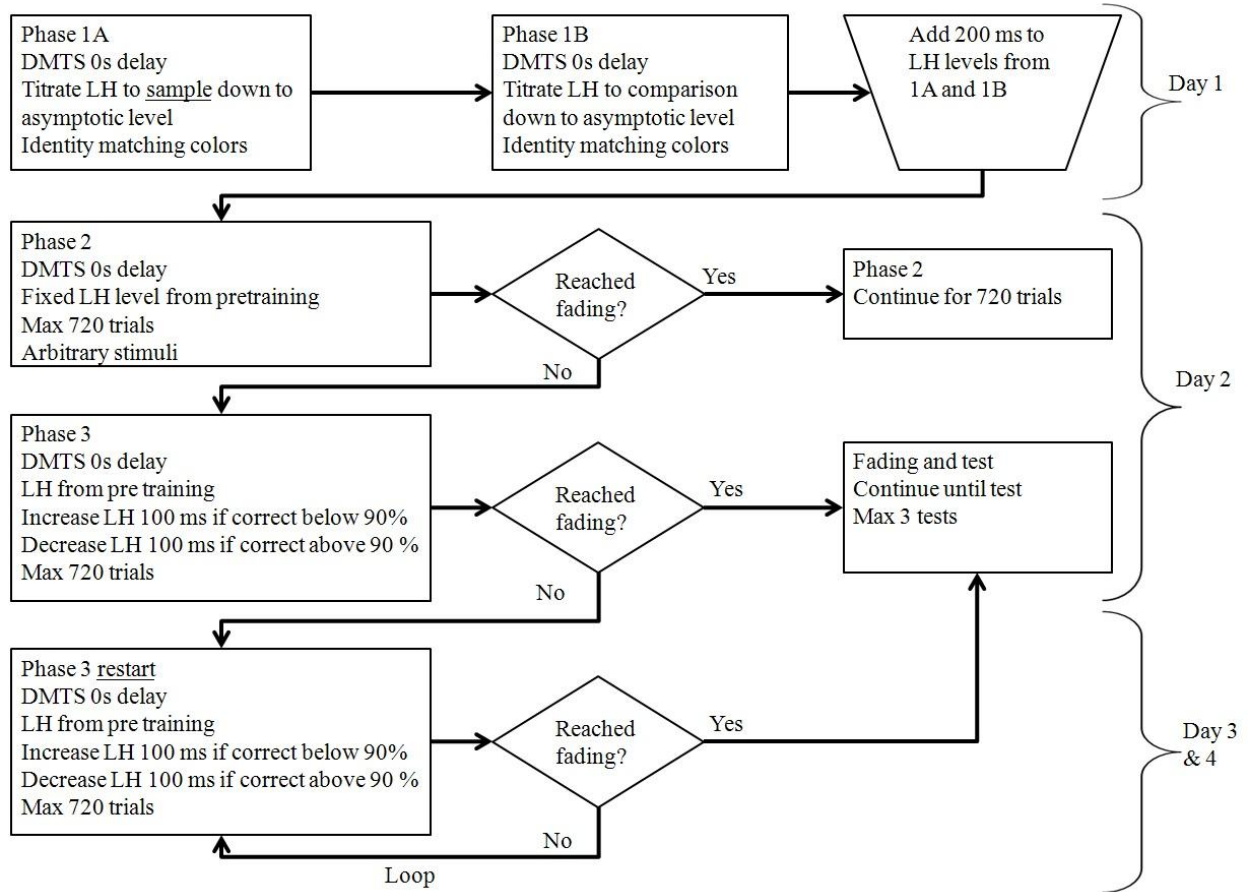 Phase 1A
DMTS 0s delay
Titrate LH to sample down to
asymptotic level
Identity matching colors
Phase 1B
DMTS 0s delay
Titrate LH to comparison
down to asymptotic level
Identity matching colors
Add 200 ms to
LH levels from
1A and 1B
Day 1
Phase 2
DMTS 0s delay
Fixed LH level from pretraining
Max 720 trials
Arbitrary stimuli
Reached
fading?
Yes
No
Phase 2
Continue for 720 trials
Day 2
Phase 3
DMTS 0s delay
LH from pre training
Increase LH 100 ms if correct below 90%
Decrease LH 100 ms if correct above 90 %
Max 720 trials
Reached
fading?
Yes
No
Fading and test
Continue until test
Max 3 tests
Phase 3 restart
DMTS 0s delay
LH from pre training
Increase LH 100 ms if correct below 90%
Decrease LH 100 ms if correct above 90 %
Max 720 trials
Reached
fading?
Yes
No
Loop
Day 3
& 4